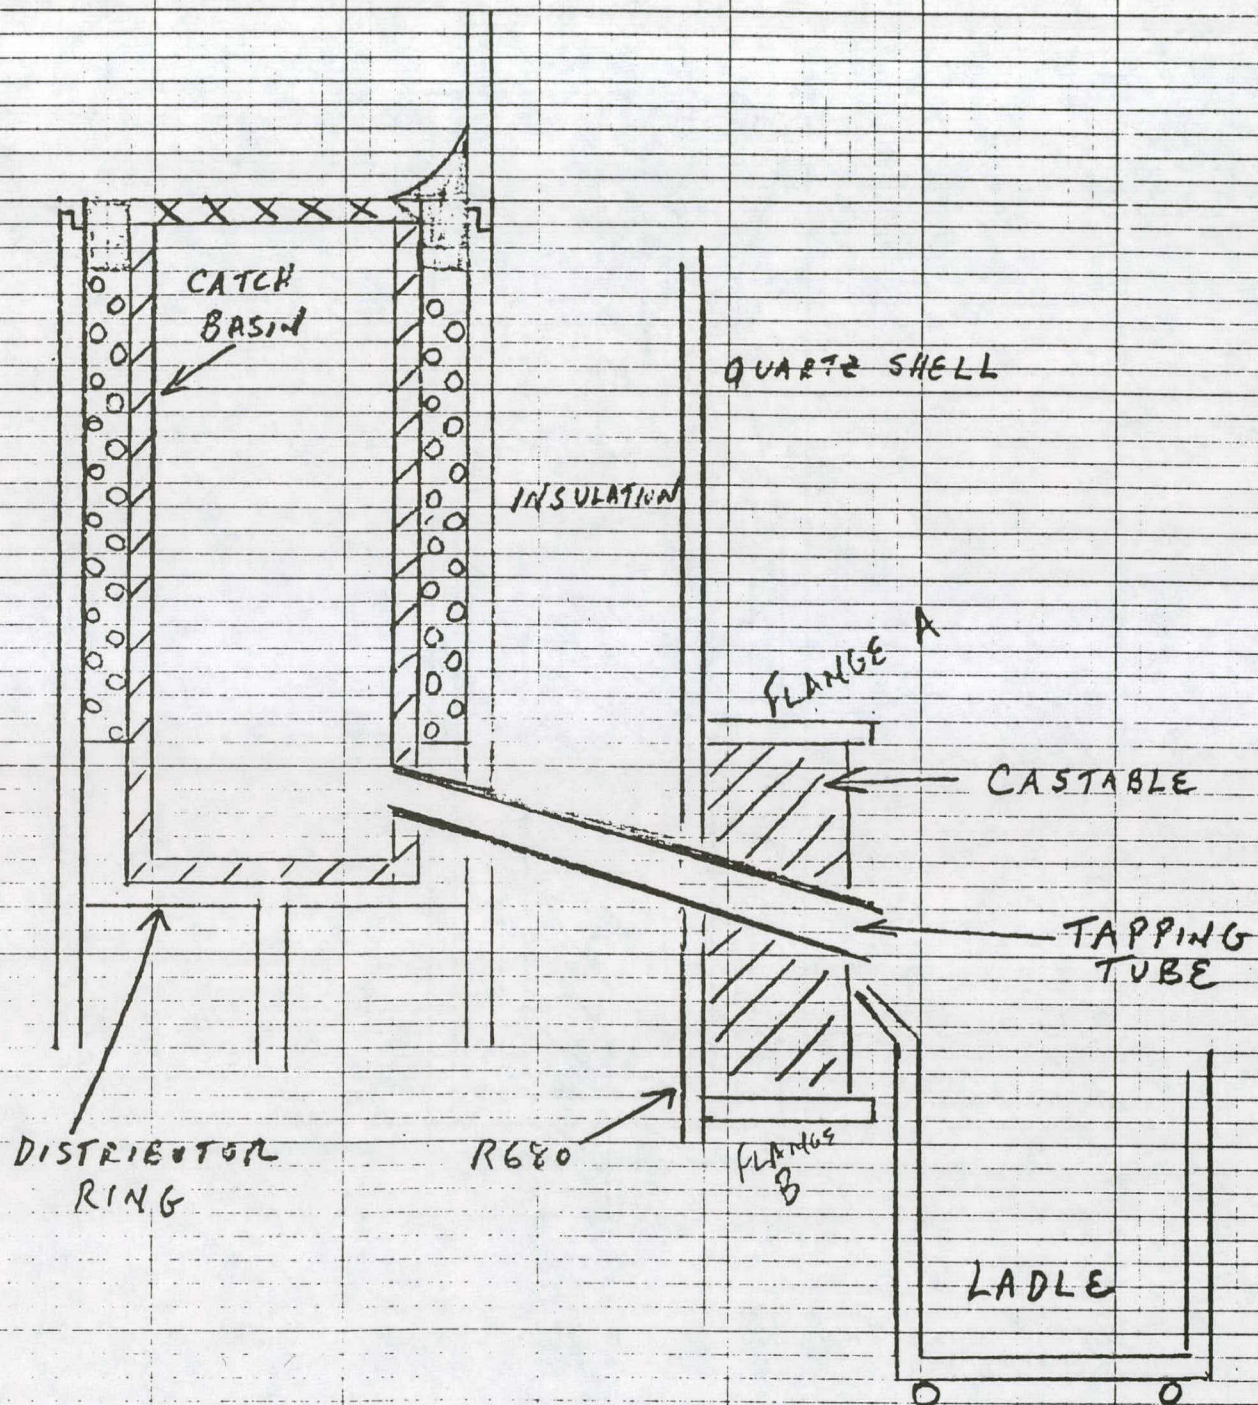 CATCH
BASIN
QUARTZ SHELL
INSULATION
FLANGE A
CASTABLE
TAPPING
TUBE
DISTRIBUTOR
RING
R680
FLANGE
B
LADLE